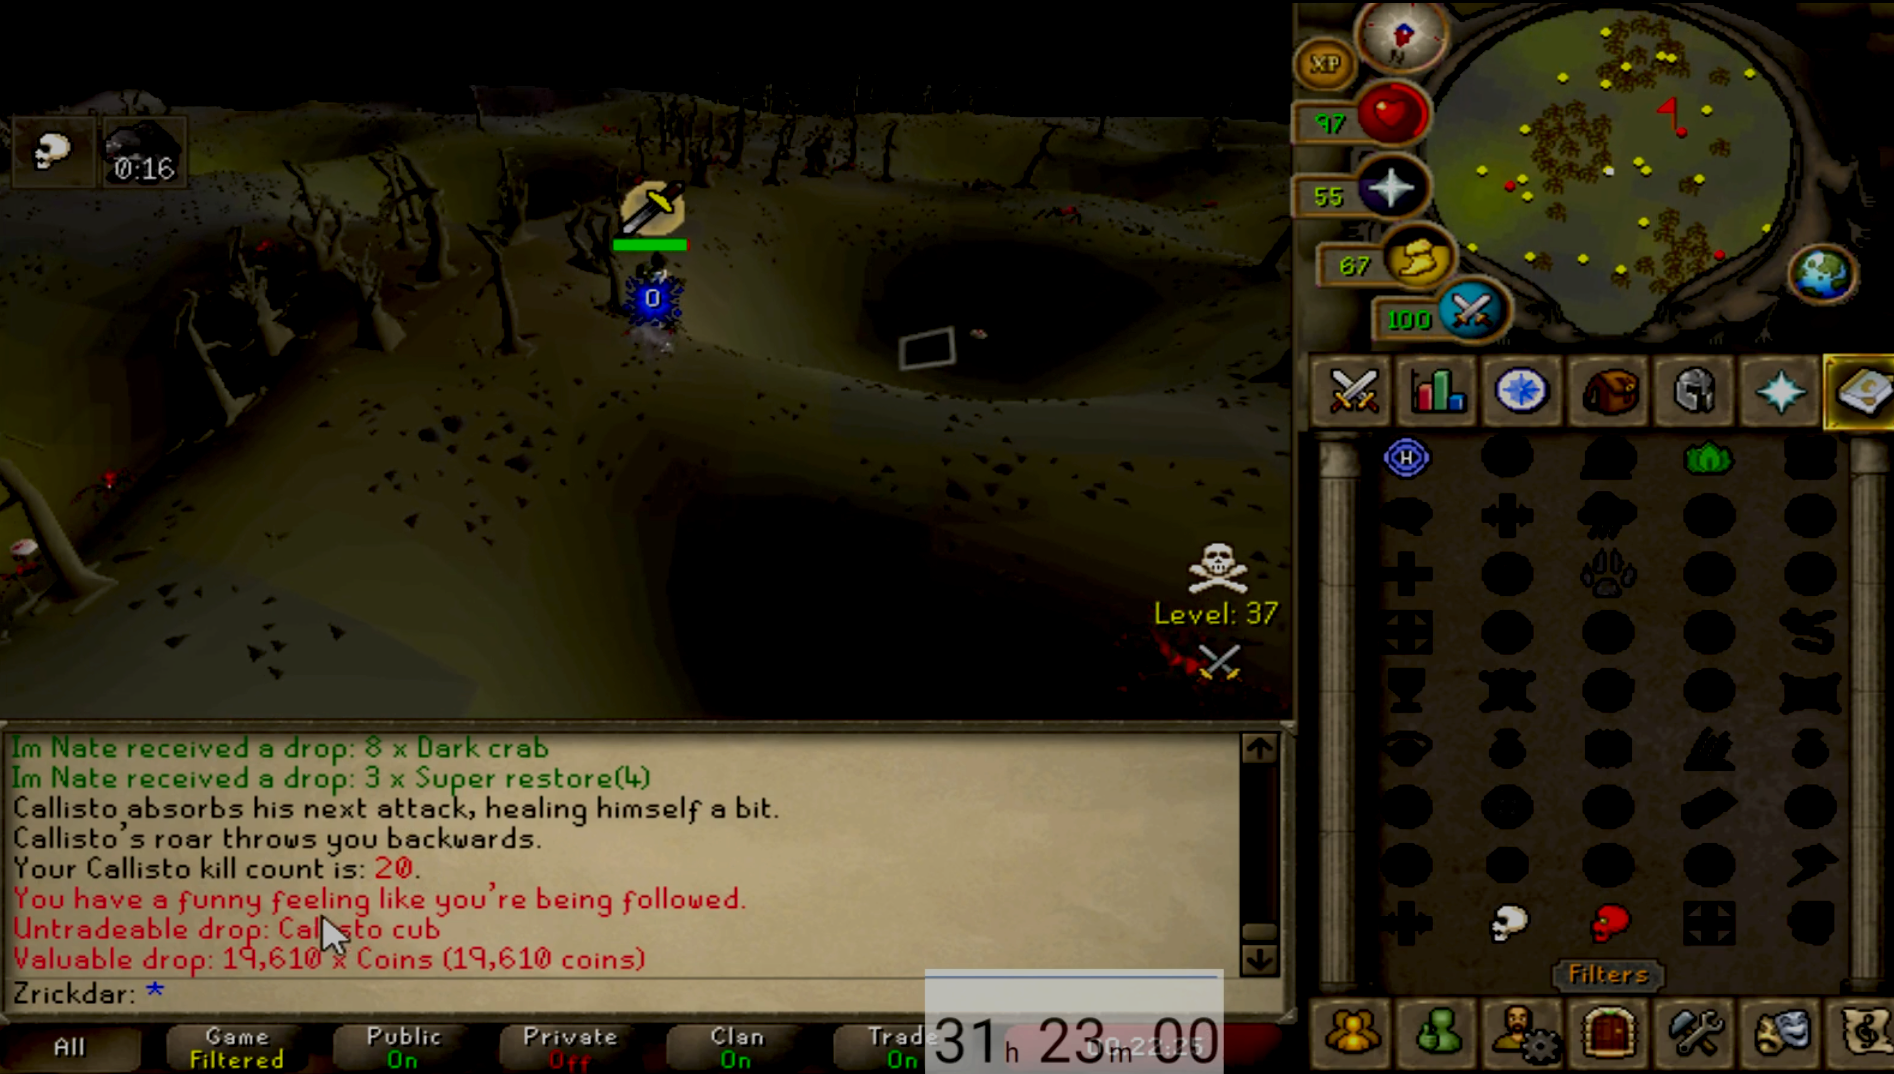 XP
N
0:16
97
55
67
100
0
Level: 37
H
Im Nate received a drop: 8 x Dark crab
Im Nate received a drop: 3 x Super restore(4)
Callisto absorbs his next attack, healing himself a bit.
Callisto's roar throws you backwards.
Your Callisto kill count is: 20.
You have a funny feeling like you're being followed.
Untradeable drop: Callisto cub
Valuable drop: 19,610 x Coins (19,610 coins)
Zrickdar: *
Filters
All
Game
Filtered
Public
On
Private
Off
Clan
On
Trade
On
31h 23m 00